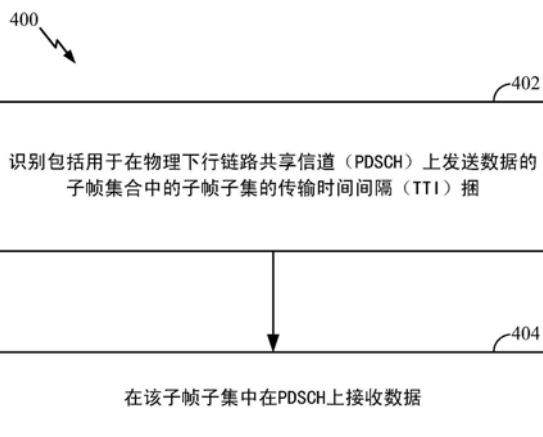 400
402
识别包括用于在物理下行链路共享信道（PDSCH）上发送数据的
子帧集合中的子帧子集的传输时间间隔（TTI）捆
404
在该子帧子集中在PDSCH上接收数据